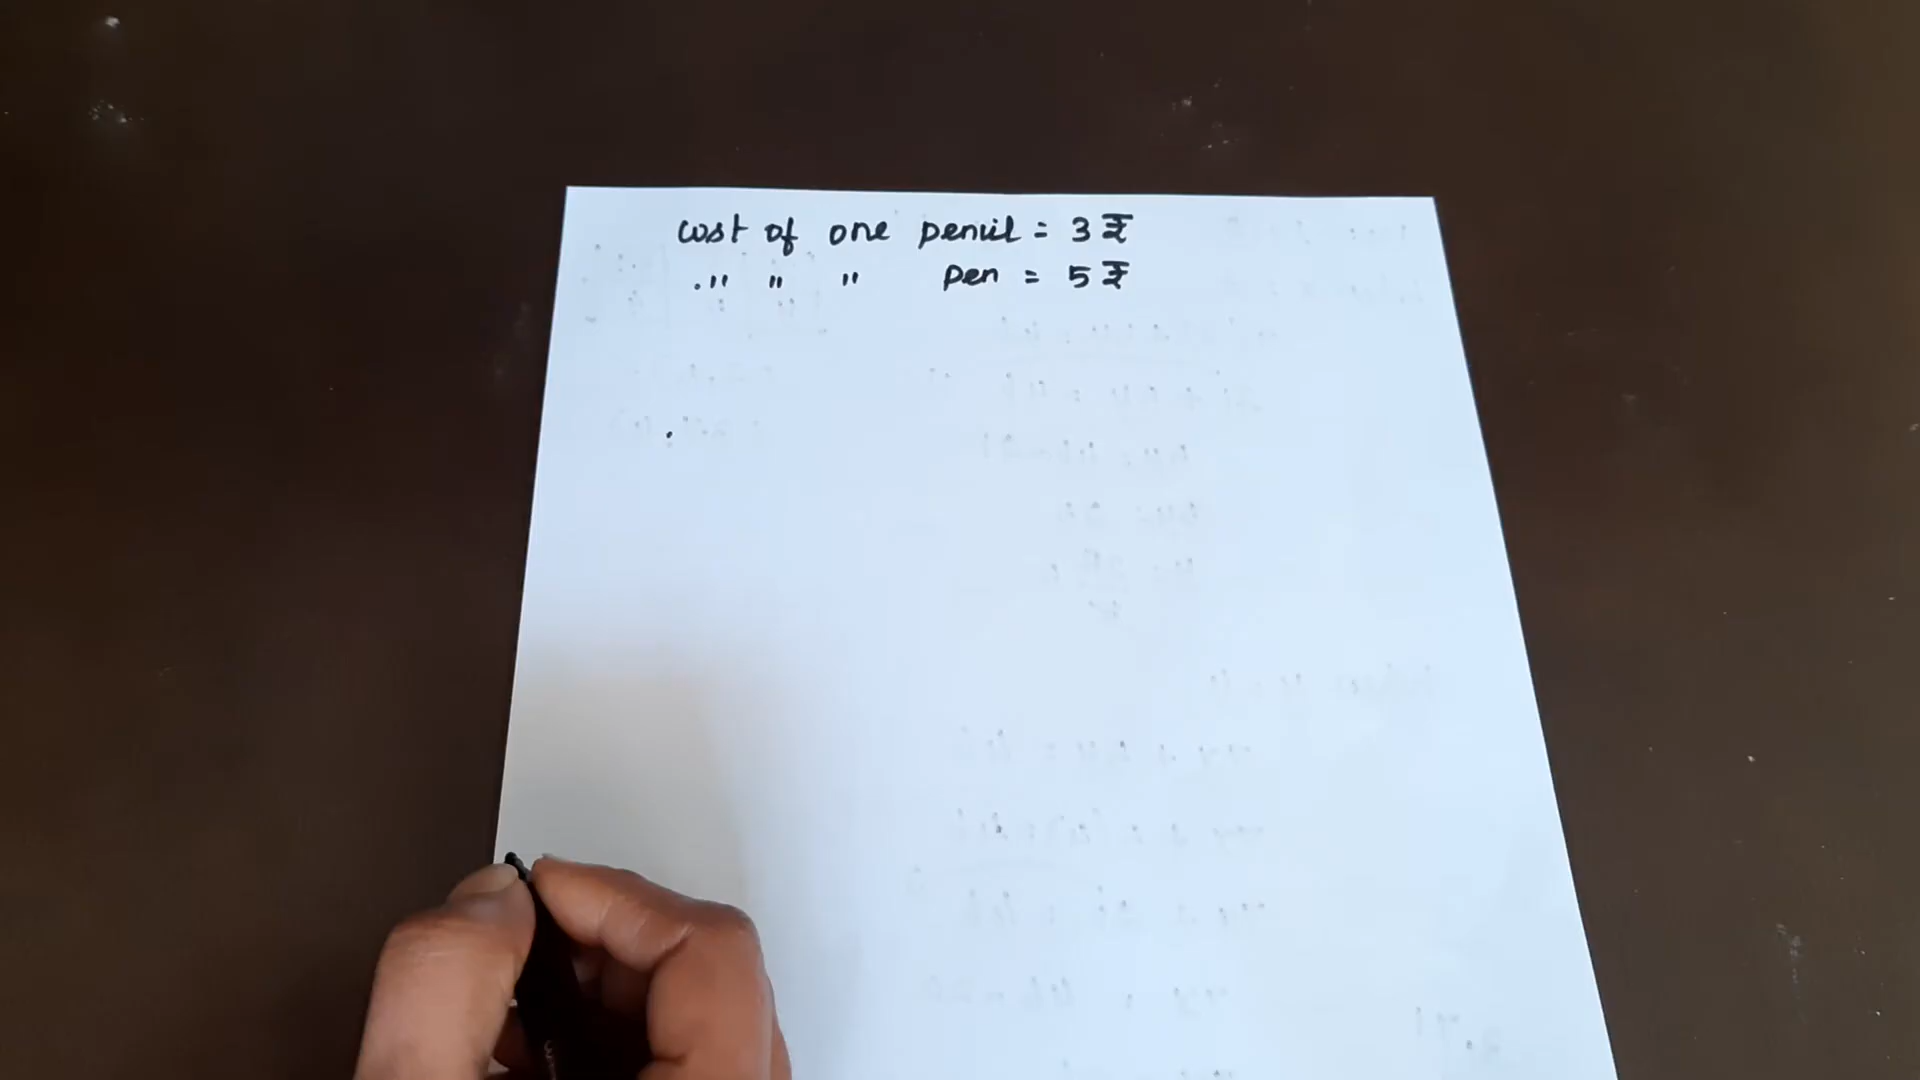 cost of one pencil = 3 ₹
." " " pen = 5 ₹